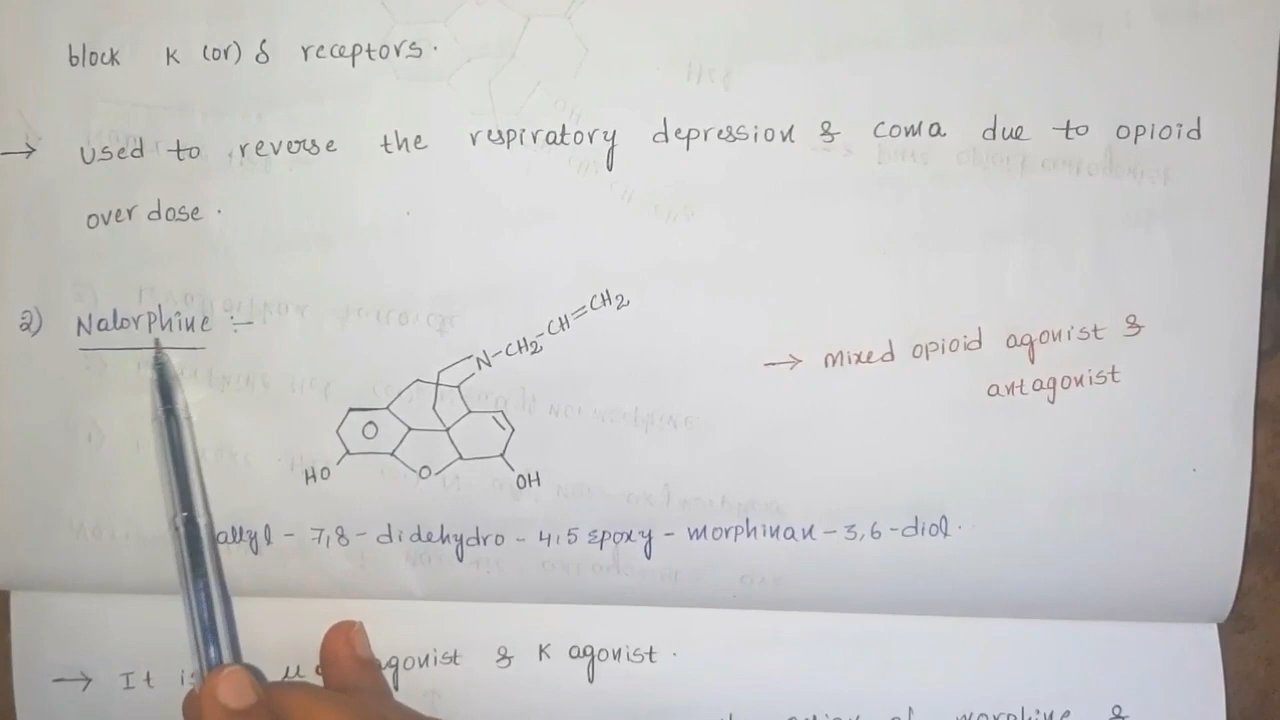 block K (or) δ receptors.
→ used to reverse the respiratory depression & coma due to opioid
over dose.
2) Nalorphine :-
N-CH2-CH=CH2
→ mixed opioid agonist &
antagonist
HO
O
OH
allyl - 7,8 - didehydro - 4,5 epoxy - morphinan - 3,6 - diol.
→ It is μ agonist & K agonist.
of morphine &